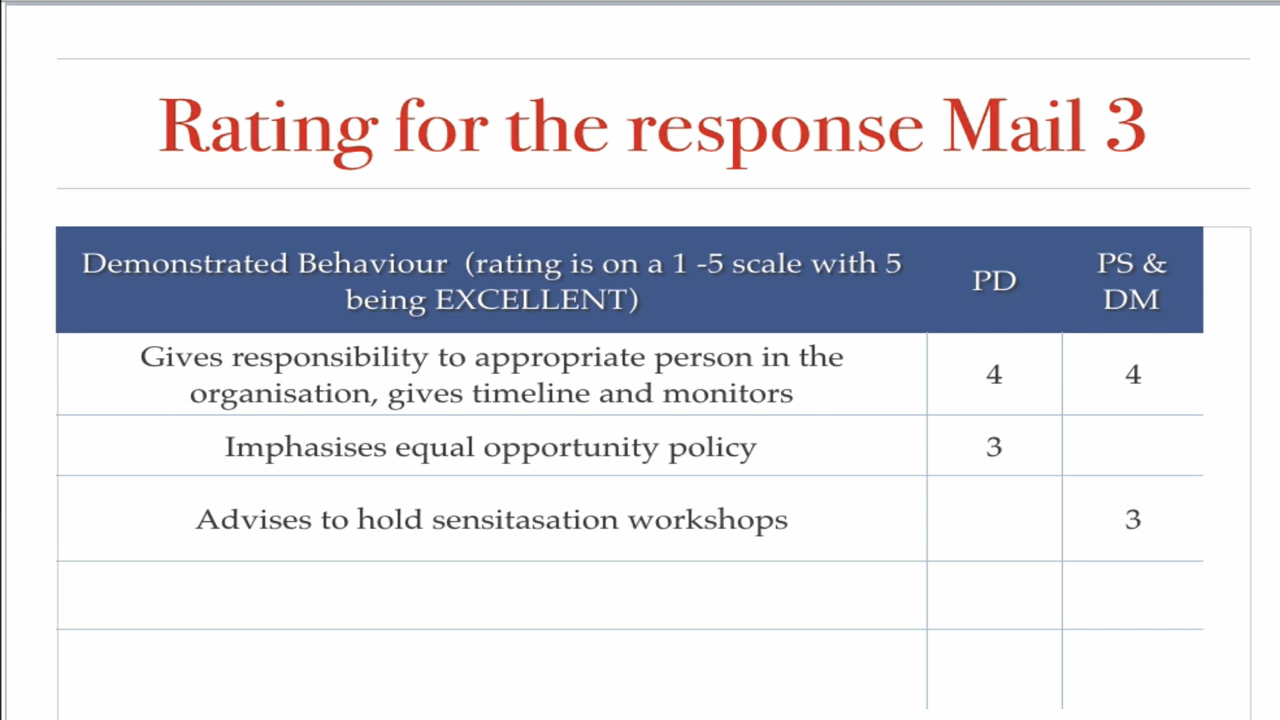 Rating for the response Mail 3
Demonstrated Behaviour (rating is on a 1 -5 scale with 5
being EXCELLENT)
PD
PS &
DM
Gives responsibility to appropriate person in the
organisation, gives timeline and monitors
4
4
Imphasises equal opportunity policy
3
Advises to hold sensitasation workshops
3